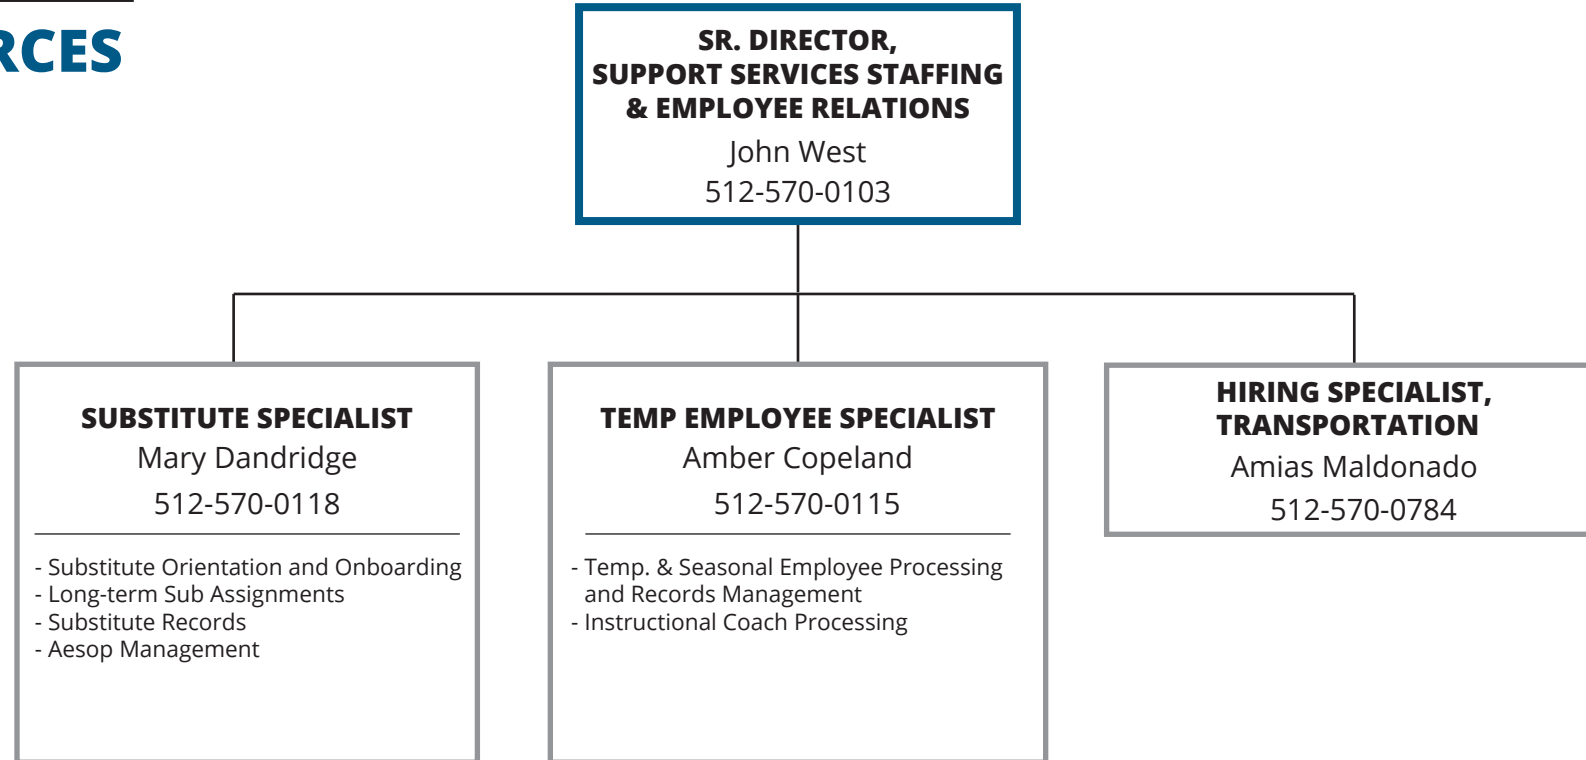 RCES
SR. DIRECTOR,
SUPPORT SERVICES STAFFING
& EMPLOYEE RELATIONS
John West
512-570-0103
SUBSTITUTE SPECIALIST
Mary Dandridge
512-570-0118
- Substitute Orientation and Onboarding
- Long-term Sub Assignments
- Substitute Records
- Aesop Management
TEMP EMPLOYEE SPECIALIST
Amber Copeland
512-570-0115
- Temp. & Seasonal Employee Processing
and Records Management
- Instructional Coach Processing
HIRING SPECIALIST,
TRANSPORTATION
Amias Maldonado
512-570-0784